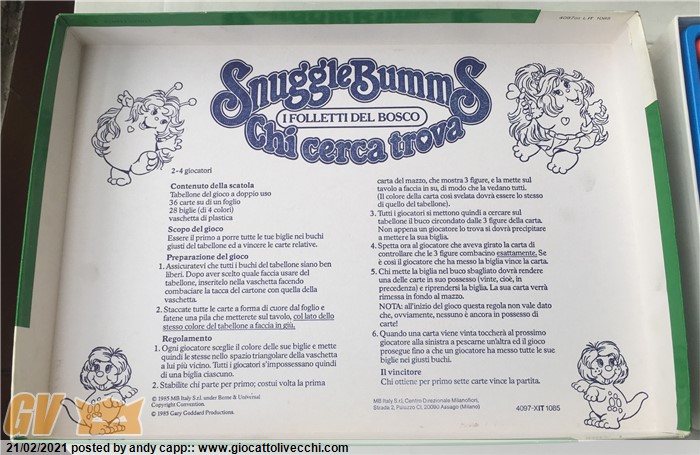 4097ITY LIT 1085
SnuggleBummS
I FOLLETTI DEL BOSCO
Chi cerca trova
2-4 giocatori
Contenuto della scatola
Tabellone del gioco a doppio uso
36 carte su di un foglio
28 biglie (di 4 colori)
vaschetta di plastica
Scopo del gioco
Essere il primo a porre tutte le tue biglie nei buchi
giusti del tabellone ed a vincere le carte relative.
Preparazione del gioco
1. Assicuratevi che tutti i buchi del tabellone siano ben
liberi. Dopo aver scelto quale faccia usare del
tabellone, inseritelo nella vaschetta facendo
combaciare la tacca del cartone con quella della
vaschetta.
2. Staccate tutte le carte a forma di cuore dal foglio e
fatene una pila che metterete sul tavolo, col lato dello
stesso colore del tabellone a faccia in giù.
Regolamento
1. Ogni giocatore sceglie il colore delle sue biglie e mette
quindi le stesse nello spazio triangolare della vaschetta
a lui più vicino. Tutti i giocatori s'impossessano quindi
di una biglia ciascuno.
2. Stabilite chi parte per primo; costui volta la prima
© 1985 MB Italy S.r.l. under Berne & Universal
Copyright Convention.
© 1985 Gary Goddard Productions.
carta del mazzo, che mostra 3 figure, e la mette sul
tavolo a faccia in su, di modo che la vedano tutti.
(Il colore della carta così svelata dovrà essere lo stesso
di quello del tabellone).
3. Tutti i giocatori si mettono quindi a cercare sul
tabellone il buco circondato dalle 3 figure della carta.
Non appena un giocatore lo trova si dovrà precipitare
a mettere la sua biglia.
4. Spetta ora al giocatore che aveva girato la carta di
controllare che le 3 figure combacino esattamente. Se
è così il giocatore che ha messo la biglia vince la carta.
5. Chi mette la biglia nel buco sbagliato dovrà rendere
una delle carte in suo possesso (vinte, cioè, in
precedenza) e riprendersi la biglia. La sua carta verrà
rimessa in fondo al mazzo.
NOTA: all'inizio del gioco questa regola non vale dato
che, ovviamente, nessuno è ancora in possesso di
carte!
6. Quando una carta viene vinta toccherà al prossimo
giocatore alla sinistra a pescarne un'altra ed il gioco
prosegue fino a che un giocatore ha messo tutte le sue
biglie nei giusti buchi.
Il vincitore
Chi ottiene per primo sette carte vince la partita.
MB Italy S.r.l. Centro Direzionale Milanofiori,
Strada 2, Palazzo C1, 20090 Assago (Milano)
4097-XIT 1085
GV
21/02/2021 posted by andy capp:: www.giocattolivecchi.com